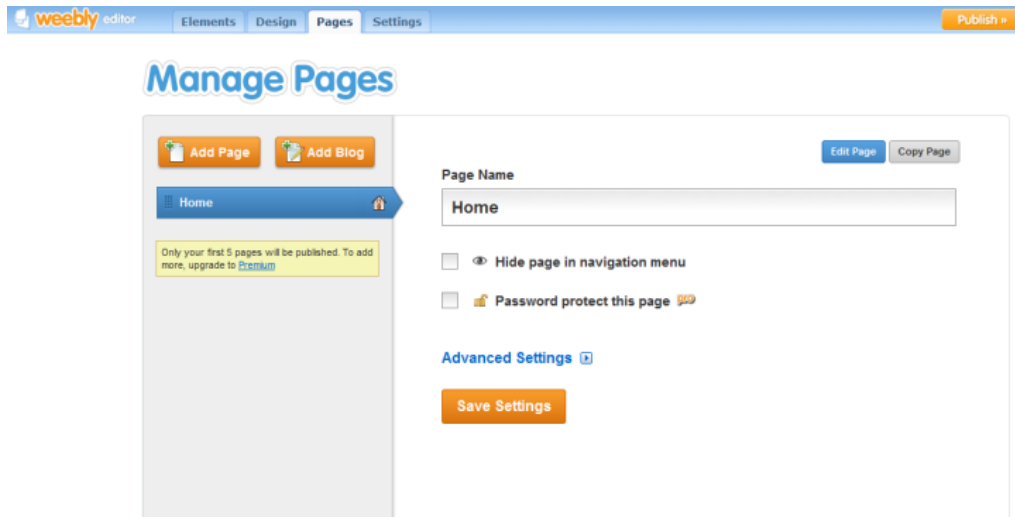 weebly editor Elements Design Pages Settings Publish »
Manage Pages
Add Page Add Blog
Edit Page Copy Page
Page Name
Home
Home
Only your first 5 pages will be published. To add
more, upgrade to Premium
Hide page in navigation menu
Password protect this page
Advanced Settings
Save Settings